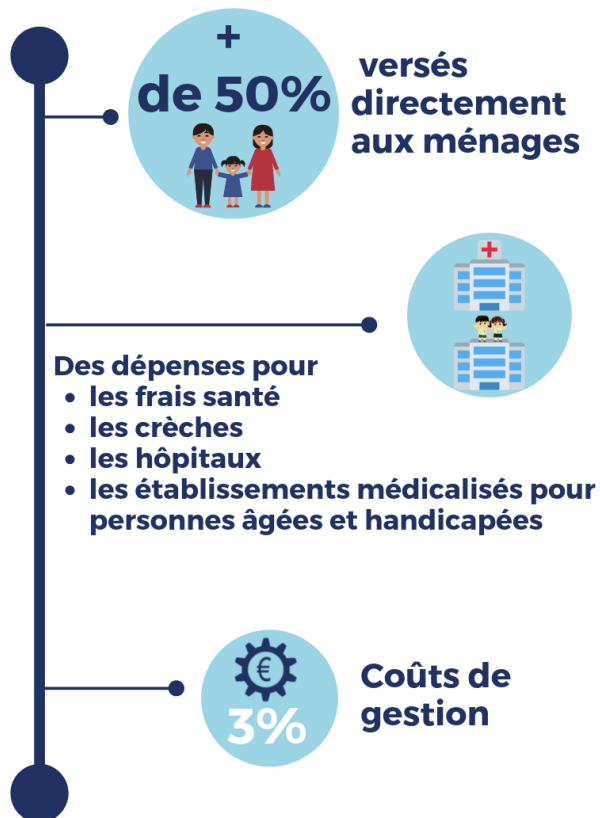 +
de 50%
versés
directement
aux ménages
Des dépenses pour
• les frais santé
• les crèches
• les hôpitaux
• les établissements médicalisés pour
personnes âgées et handicapées
€
3%
Coûts de
gestion